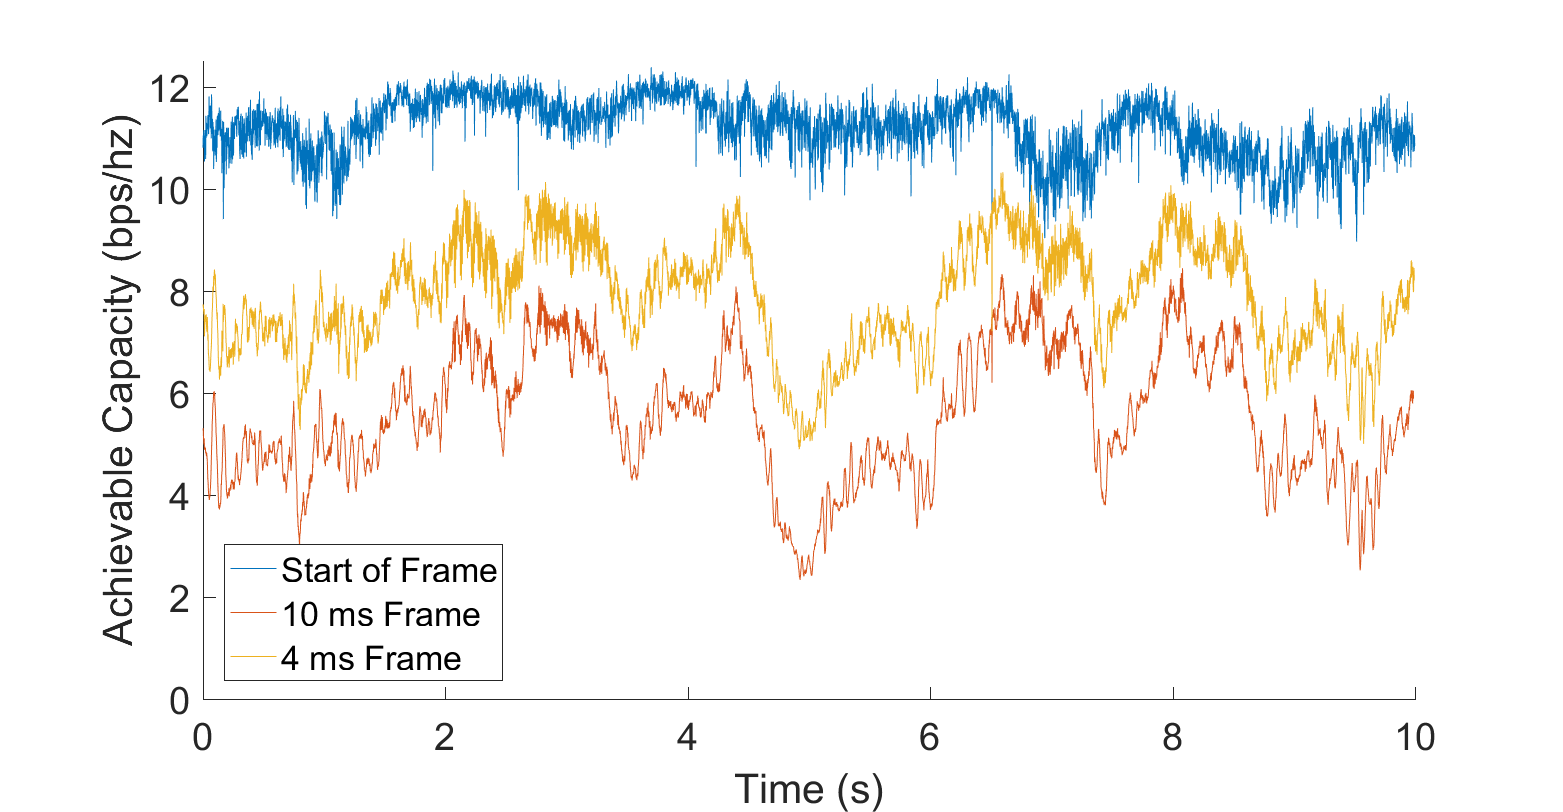 Achievable Capacity (bps/hz)
12
10
8
6
4
2
0
Start of Frame
10 ms Frame
4 ms Frame
0 2 4 6 8 10
Time (s)